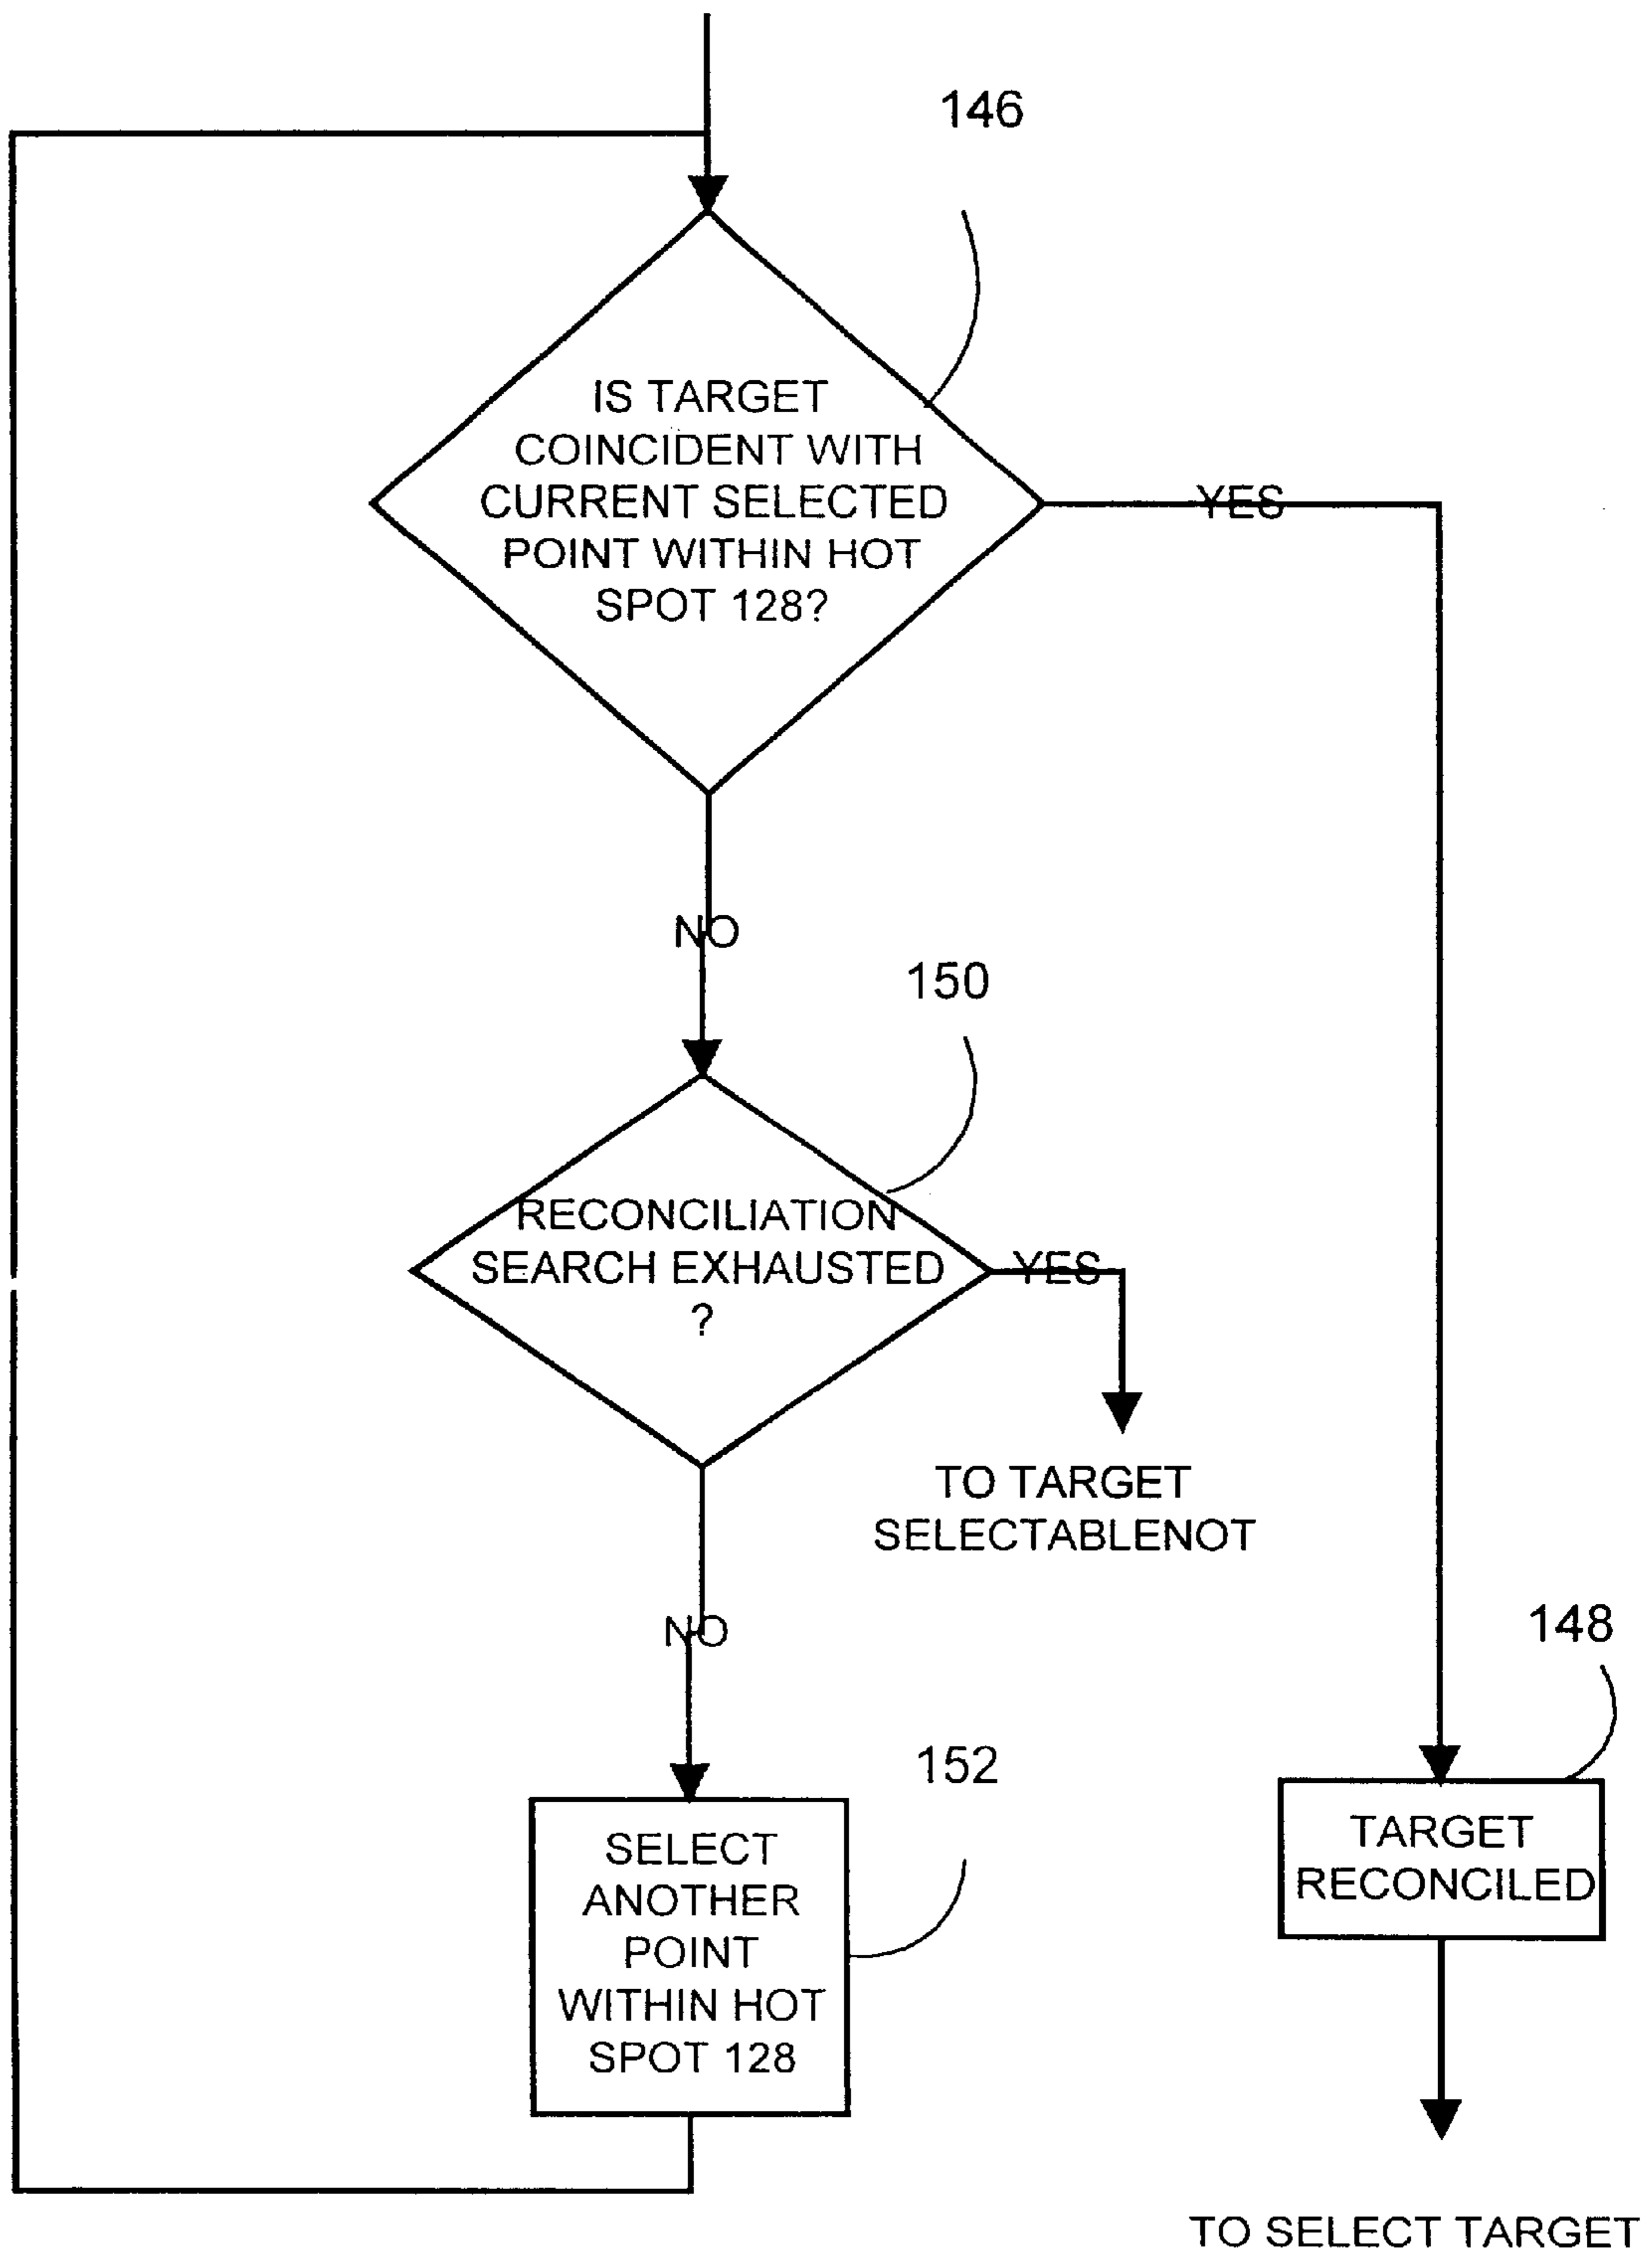 146
IS TARGET
COINCIDENT WITH
CURRENT SELECTED
POINT WITHIN HOT
SPOT 128?
YES
NO
150
RECONCILIATION
SEARCH EXHAUSTED
?
YES
TO TARGET
SELECTABLENOT
NO
148
152
TARGET
RECONCILED
SELECT
ANOTHER
POINT
WITHIN HOT
SPOT 128
TO SELECT TARGET